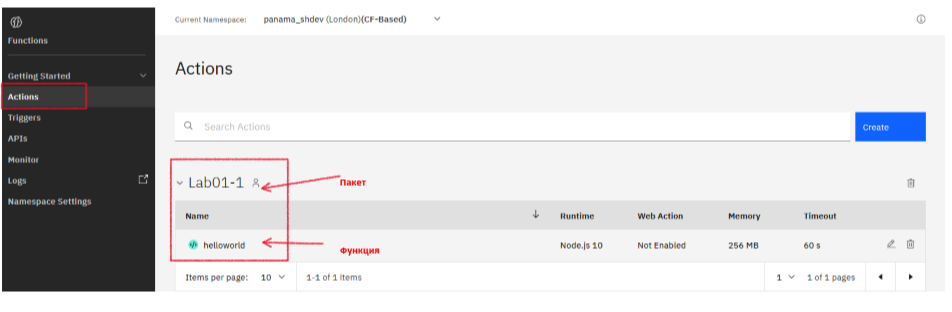 Current Namespace: panama_shdev (London)(CF-Based)
Functions
Getting Started
Actions
Triggers
APIs
Monitor
Logs
Namespace Settings
Actions
Search Actions
Create
Lab01-1
Пакет
Name Runtime Web Action Memory Timeout
helloworld Node.js 10 Not Enabled 256 MB 60 s
Функция
Items per page: 10 1-1 of 1 items 1 1 of 1 pages